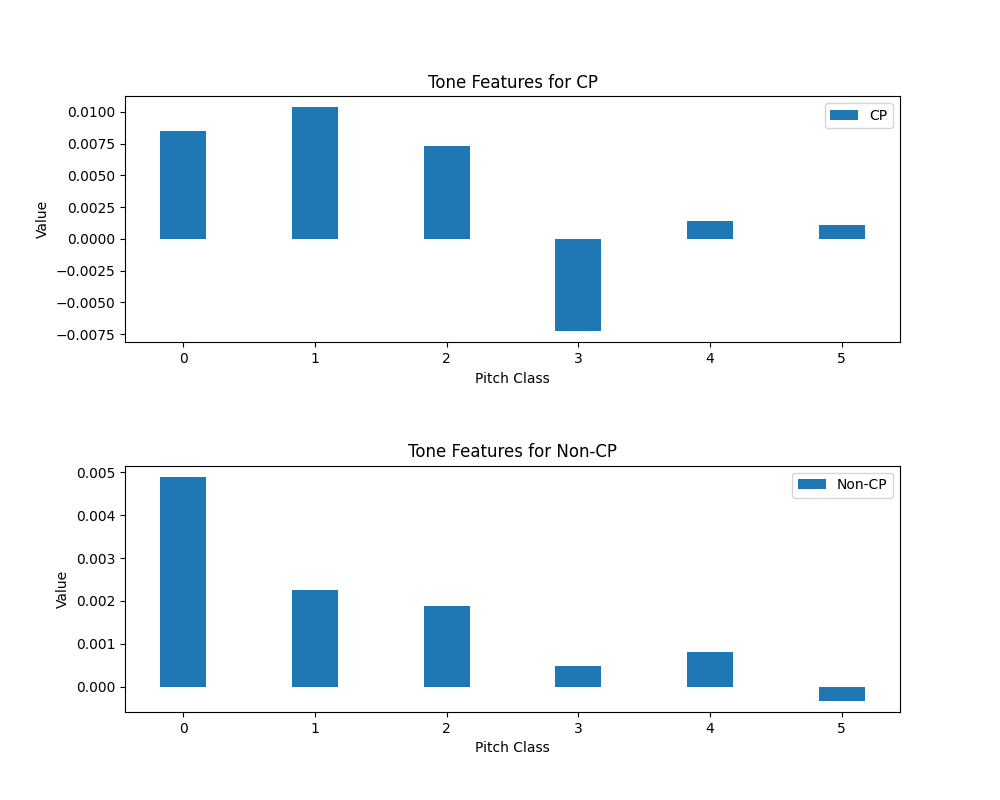 Tone Features for CP
0.0100
0.0075
0.0050
0.0025
0.0000
−0.0025
−0.0050
−0.0075
Value
CP
0 1 2 3 4 5
Pitch Class
Tone Features for Non-CP
0.005
0.004
0.003
0.002
0.001
0.000
Value
Non-CP
0 1 2 3 4 5
Pitch Class